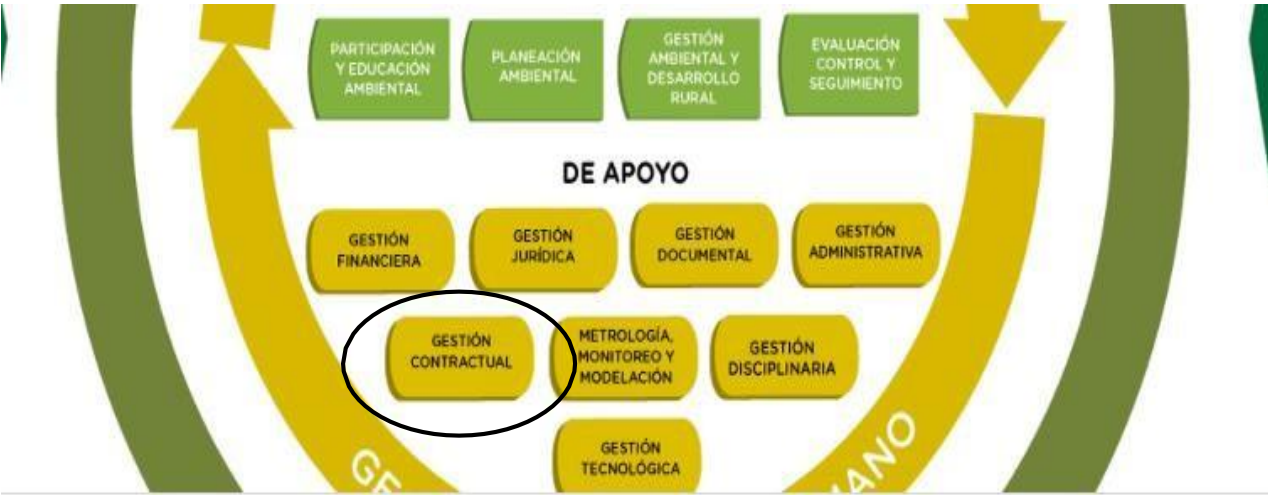 PARTICIPACIÓN
Y EDUCACIÓN
AMBIENTAL
PLANEACIÓN
AMBIENTAL
GESTIÓN
AMBIENTAL Y
DESARROLLO
RURAL
EVALUACIÓN
CONTROL Y
SEGUIMIENTO
DE APOYO
GESTIÓN
FINANCIERA
GESTIÓN
JURÍDICA
GESTIÓN
DOCUMENTAL
GESTIÓN
ADMINISTRATIVA
GESTIÓN
CONTRACTUAL
METROLOGÍA,
MONITOREO Y
MODELACIÓN
GESTIÓN
DISCIPLINARIA
GESTIÓN
TECNOLÓGICA